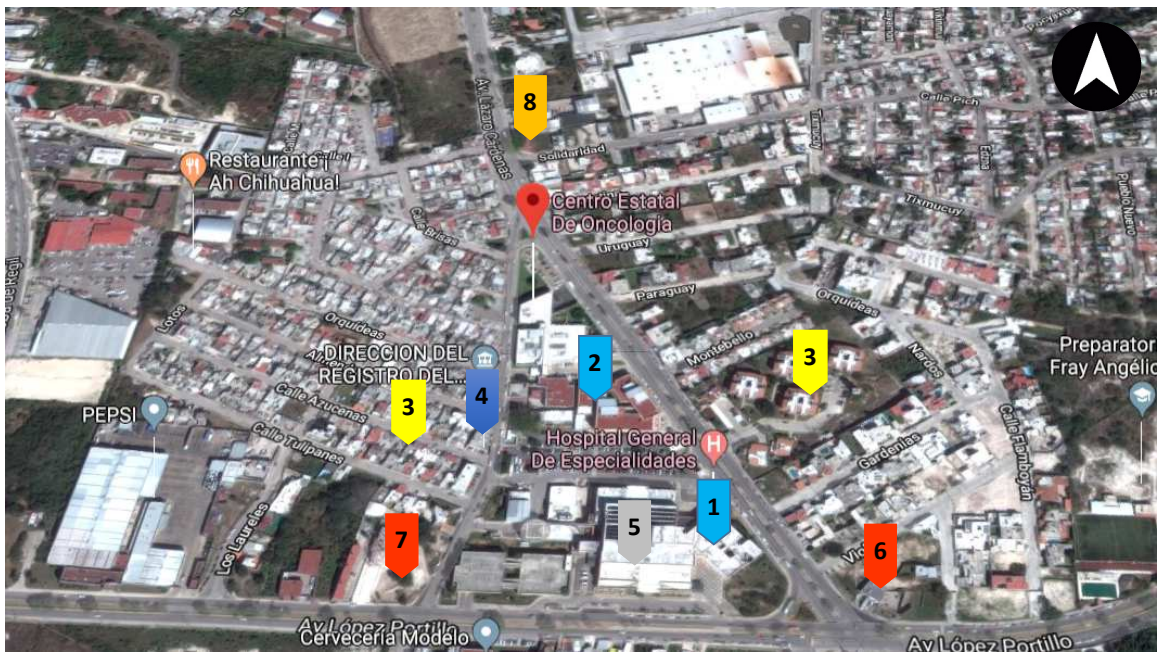 8
Av. Lázaro Cárdenas
Calle Pich
Solidaridad
Tixmucuy
Restaurante ¡
Ah Chihuahua!
Centro Estatal
De Oncología
Calle Brisas
Uruguay
Tixmucuy
Pueblo Nuevo
Paraguay
Orquídeas
Lotos
Orquídeas
Montebello
Nardos
Preparator
Fray Angélic
DIRECCION DEL
REGISTRO DEL...
2
3
4
3
Calle Azucenas
PEPSI
Calle Tulipanes
Hospital General
De Especialidades
Gardenias
Calle Flamboyán
1
5
7
6
Los Laureles
Av López Portillo
Cervecería Modelo
Av López Portillo